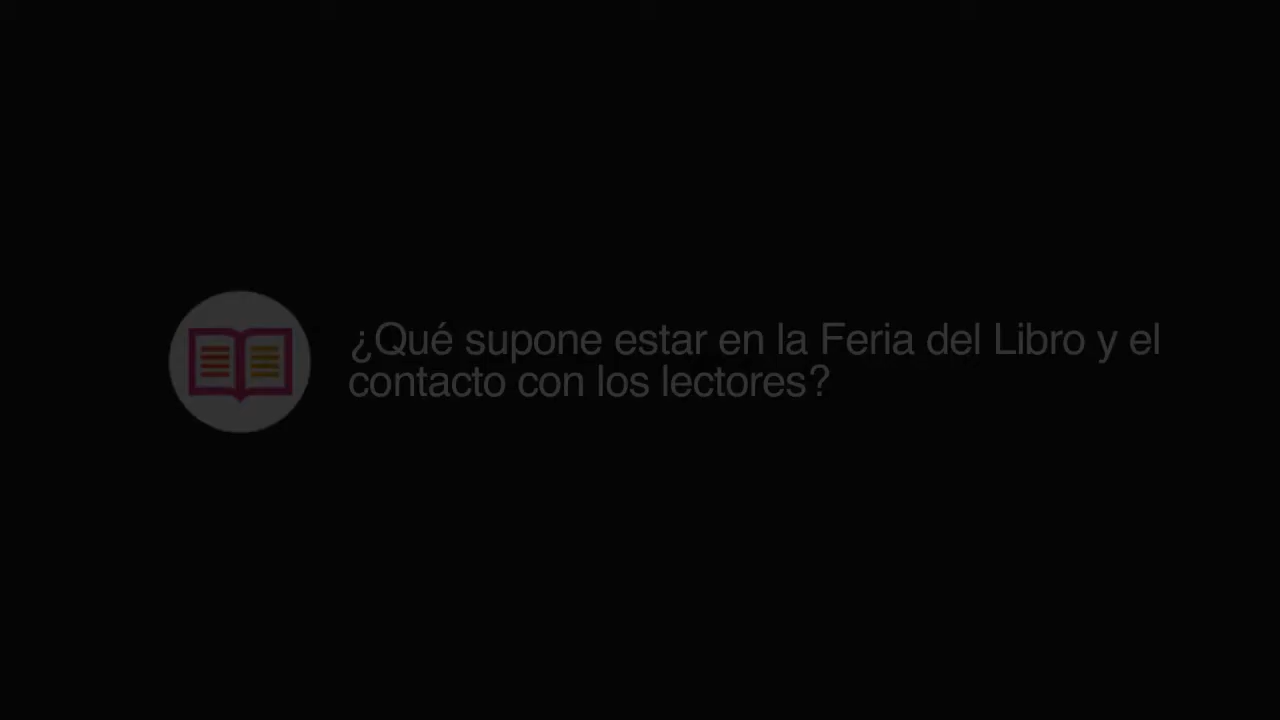 ¿Qué supone estar en la Feria del Libro y el
contacto con los lectores?